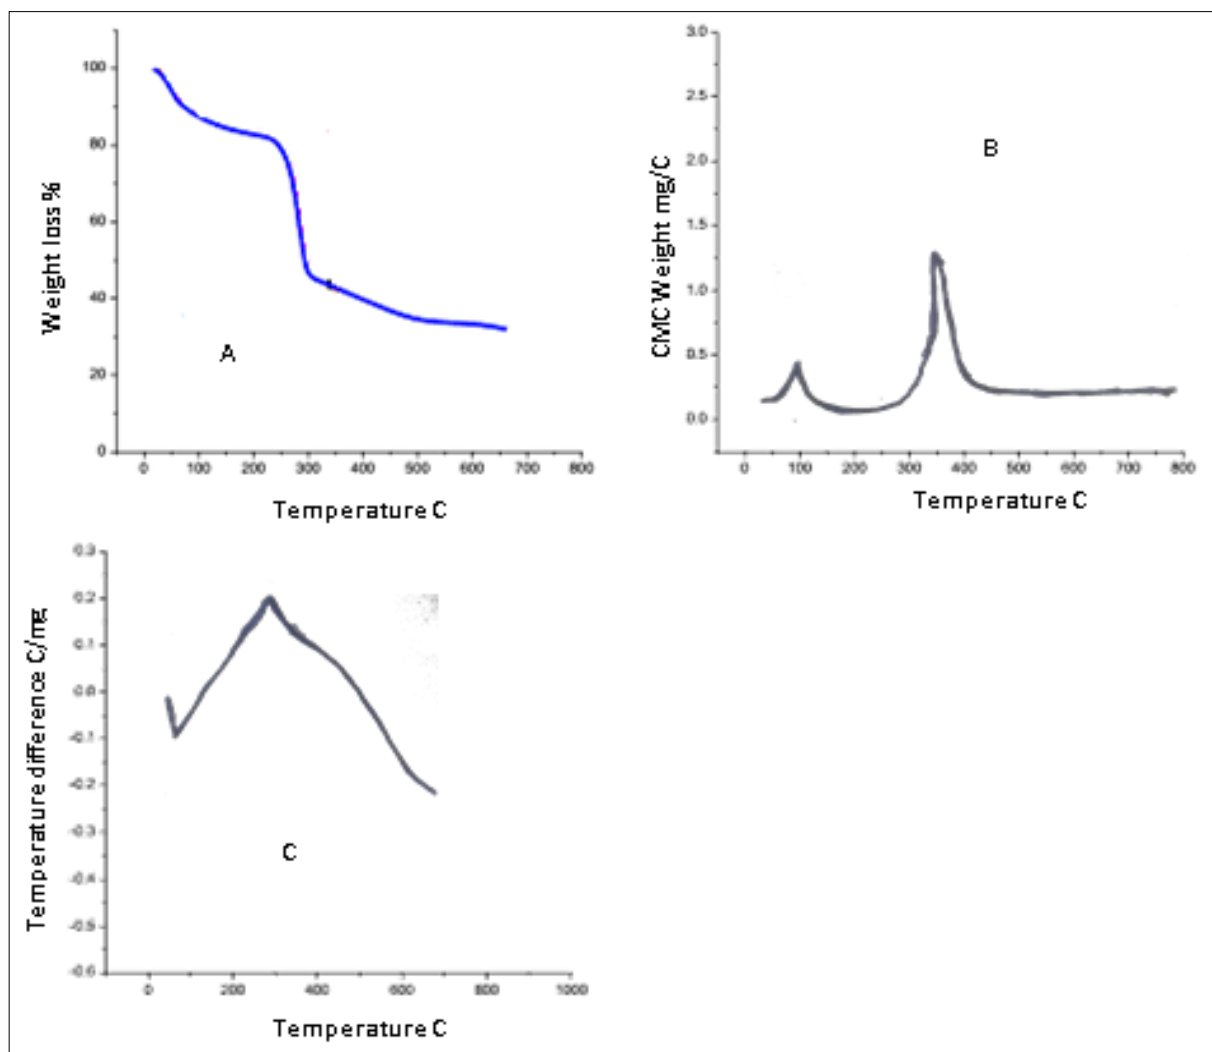 100
80
60
40
20
0
0 100 200 300 400 500 600 700 800
Weight loss %
A
Temperature C
3.0
2.5
2.0
1.5
1.0
0.5
0.0
0 100 200 300 400 500 600 700 800
CMC Weight mg/C
B
Temperature C
0.3
0.2
0.1
0.0
-0.1
-0.2
-0.3
-0.4
-0.5
-0.6
0 200 400 600 800 1000
Temperature difference C/mg
C
Temperature C